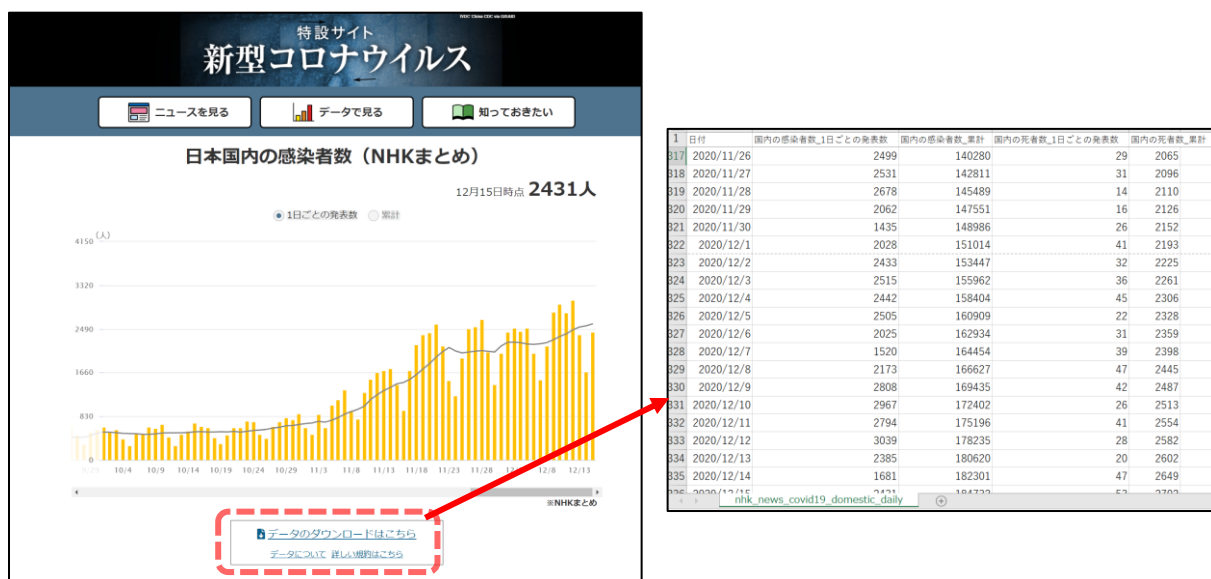 IVDC China CDC via GISAID
特設サイト
新型コロナウイルス
ニュースを見る データで見る 知っておきたい
日本国内の感染者数（NHKまとめ）
12月15日時点 2431人
1日ごとの発表数 累計
（人）
4150
3320
2490
1660
830
0
9/29 10/4 10/9 10/14 10/19 10/24 10/29 11/3 11/8 11/13 11/18 11/23 11/28 12/8 12/13
※NHKまとめ
データのダウンロードはこちら
データについて 詳しい規約はこちら
1 日付 国内の感染者数_1日ごとの発表数 国内の感染者数_累計 国内の死者数_1日ごとの発表数 国内の死者数_累計
317 2020/11/26 2499 140280 29 2065
318 2020/11/27 2531 142811 31 2096
319 2020/11/28 2678 145489 14 2110
320 2020/11/29 2062 147551 16 2126
321 2020/11/30 1435 148986 26 2152
322 2020/12/1 2028 151014 41 2193
323 2020/12/2 2433 153447 32 2225
324 2020/12/3 2515 155962 36 2261
325 2020/12/4 2442 158404 45 2306
326 2020/12/5 2505 160909 22 2328
327 2020/12/6 2025 162934 31 2359
328 2020/12/7 1520 164454 39 2398
329 2020/12/8 2173 166627 47 2445
330 2020/12/9 2808 169435 42 2487
331 2020/12/10 2967 172402 26 2513
332 2020/12/11 2794 175196 41 2554
333 2020/12/12 3039 178235 28 2582
334 2020/12/13 2385 180620 20 2602
335 2020/12/14 1681 182301 47 2649
336 2020/12/15 2431 184732 53 2702
nhk_news_covid19_domestic_daily